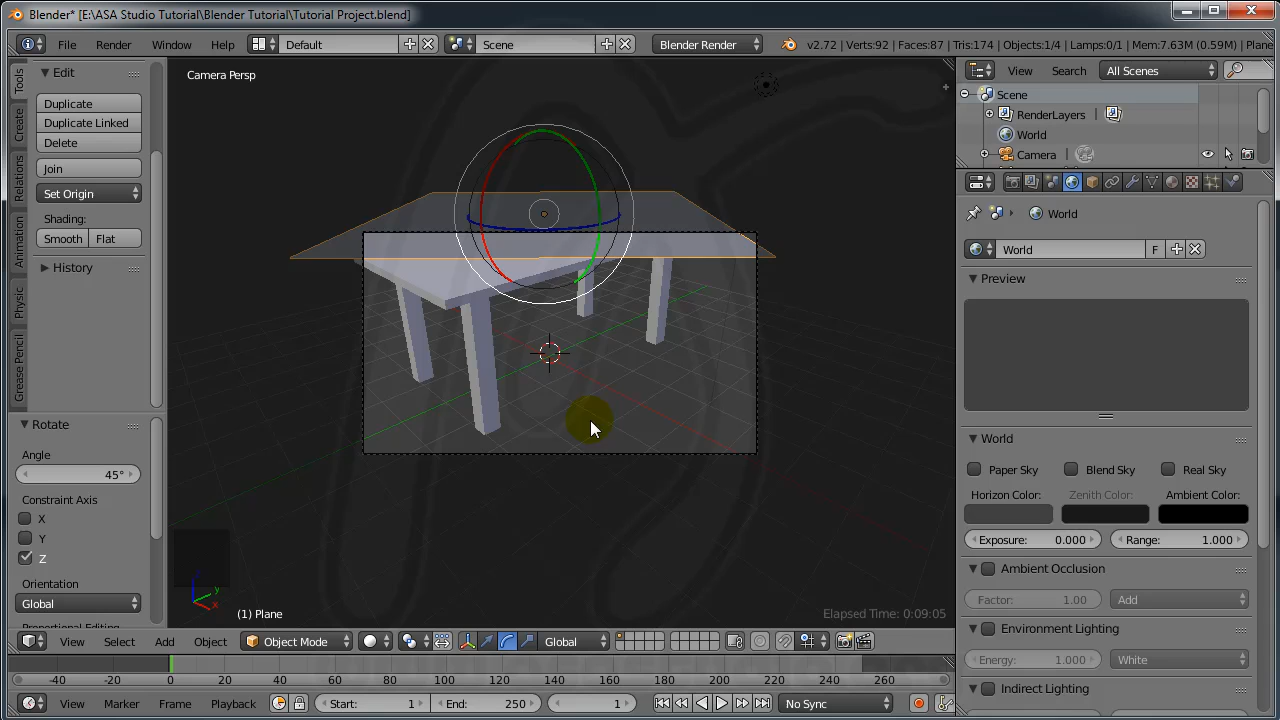 Blender* [E:\ASA Studio Tutorial\Blender Tutorial\Tutorial Project.blend]
File Render Window Help Default Scene Blender Render v2.72 | Verts:92 | Faces:87 | Tris:174 | Objects:1/4 | Lamps:0/1 | Mem:7.63M (0.59M) | Plane
Tools
Create
Relations
Animation
Physic
Grease Pencil
Edit
Duplicate
Duplicate Linked
Delete
Join
Set Origin
Shading:
Smooth Flat
History
Rotate
Angle
45°
Constraint Axis
X
Y
Z
Orientation
Global
Camera Persp
z
y
x
(1) Plane
Elapsed Time: 0:09:05
View Select Add Object Object Mode Global
-40 -20 0 20 40 60 80 100 120 140 160 180 200 220 240 260
View Marker Frame Playback Start: 1 End: 250 1 No Sync
View Search All Scenes
Scene
RenderLayers
World
Camera
World
World F
Preview
World
Paper Sky Blend Sky Real Sky
Horizon Color: Zenith Color: Ambient Color:
Exposure: 0.000 Range: 1.000
Ambient Occlusion
Factor: 1.00 Add
Environment Lighting
Energy: 1.000 White
Indirect Lighting